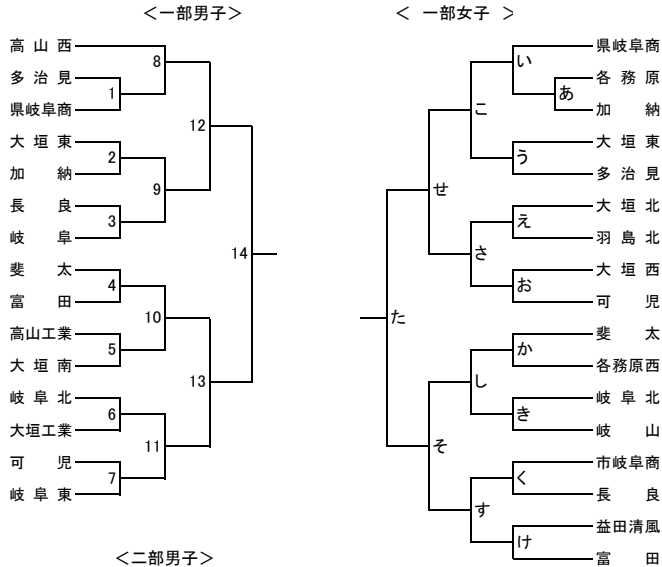 ＜一部男子＞
高山西
8
多治見
1
県岐阜商
12
大垣東
2
加納
9
長良
3
岐阜
14
斐太
4
富田
10
高山工業
5
大垣南
13
岐阜北
6
大垣工業
11
可児
7
岐阜東
＜二部男子＞
＜ 一部女子 ＞
県岐阜商
い
各務原
あ
加納
こ
大垣東
う
多治見
せ
大垣北
え
羽島北
さ
大垣西
お
可児
た
斐太
か
各務原西
し
岐阜北
き
岐山
そ
市岐阜商
く
長良
す
益田清風
け
富田